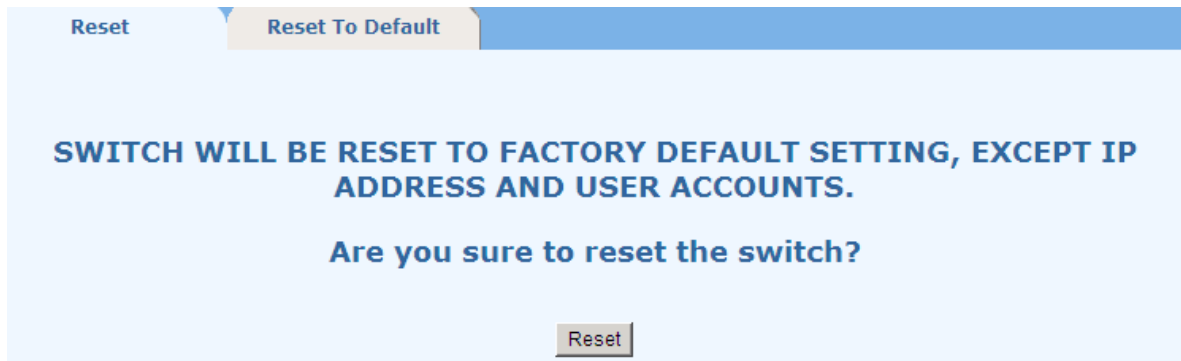 Reset
Reset To Default
SWITCH WILL BE RESET TO FACTORY DEFAULT SETTING, EXCEPT IP
ADDRESS AND USER ACCOUNTS.
Are you sure to reset the switch?
Reset